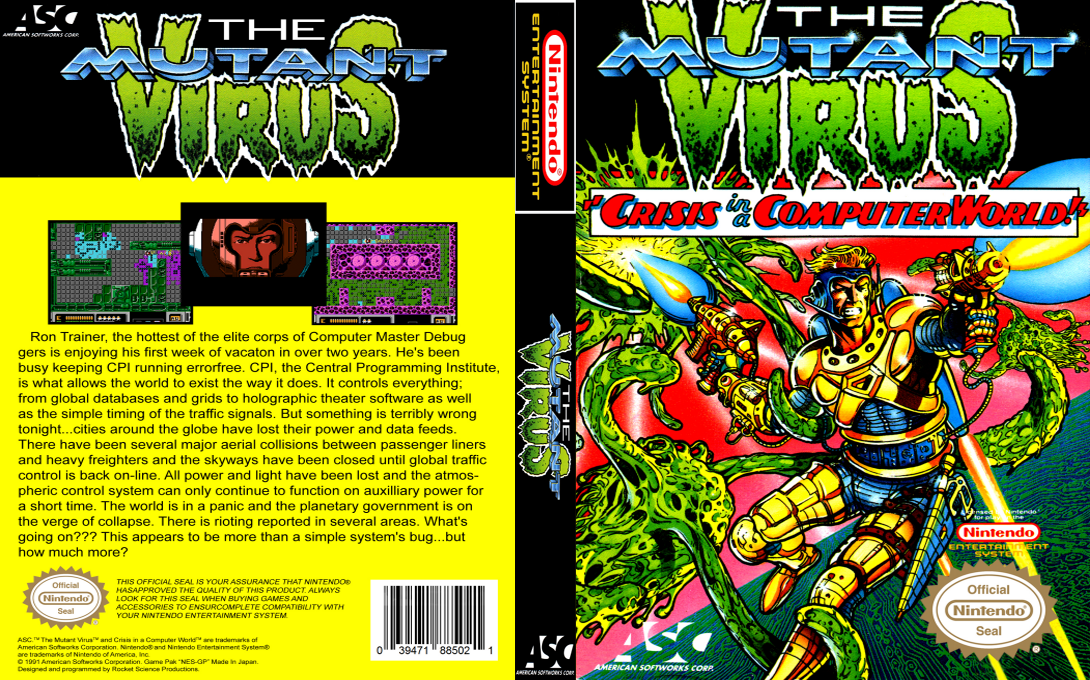 ASC
AMERICAN SOFTWORKS CORP.
THE
MUTANT
VIRUS
Ron Trainer, the hottest of the elite corps of Computer Master Debug
gers is enjoying his first week of vacaton in over two years. He's been
busy keeping CPI running errorfree. CPI, the Central Programming Institute,
is what allows the world to exist the way it does. It controls everything;
from global databases and grids to holographic theater software as well
as the simple timing of the traffic signals. But something is terribly wrong
tonight...cities around the globe have lost their power and data feeds.
There have been several major aerial collisions between passenger liners
and heavy freighters and the skyways have been closed until global traffic
control is back on-line. All power and light have been lost and the atmos-
pheric control system can only continue to function on auxilliary power for
a short time. The world is in a panic and the planetary government is on
the verge of collapse. There is rioting reported in several areas. What's
going on??? This appears to be more than a simple system's bug...but
how much more?
Official
Nintendo®
Seal
THIS OFFICIAL SEAL IS YOUR ASSURANCE THAT NINTENDO®
HASAPPROVED THE QUALITY OF THIS PRODUCT. ALWAYS
LOOK FOR THIS SEAL WHEN BUYING GAMES AND
ACCESSORIES TO ENSURCOMPLETE COMPATIBILITY WITH
YOUR NINTENDO ENTERTAINMENT SYSTEM.
ASC.™ The Mutant Virus™ and Crisis in a Computer World™ are trademarks of
American Softworks Corporation. Nintendo® and Nintendo Entertainment System®
are trademarks of Nintendo of America, Inc.
© 1991 American Softworks Corporation. Game Pak "NES-GP" Made In Japan.
Designed and programmed by Rocket Science Productions.
0 39471 88502 1
Nintendo®
ENTERTAINMENT
SYSTEM®
THE
MUTANT
VIRUS
ASC
AMERICAN SOFTWORKS CORP.
THE
MUTANT
VIRUS
"CRISIS in a COMPUTER WORLD!"
Licensed by Nintendo
for play on the
Nintendo
ENTERTAINMENT
SYSTEM
Official
Nintendo®
Seal
®
ASC
AMERICAN SOFTWORKS CORP.